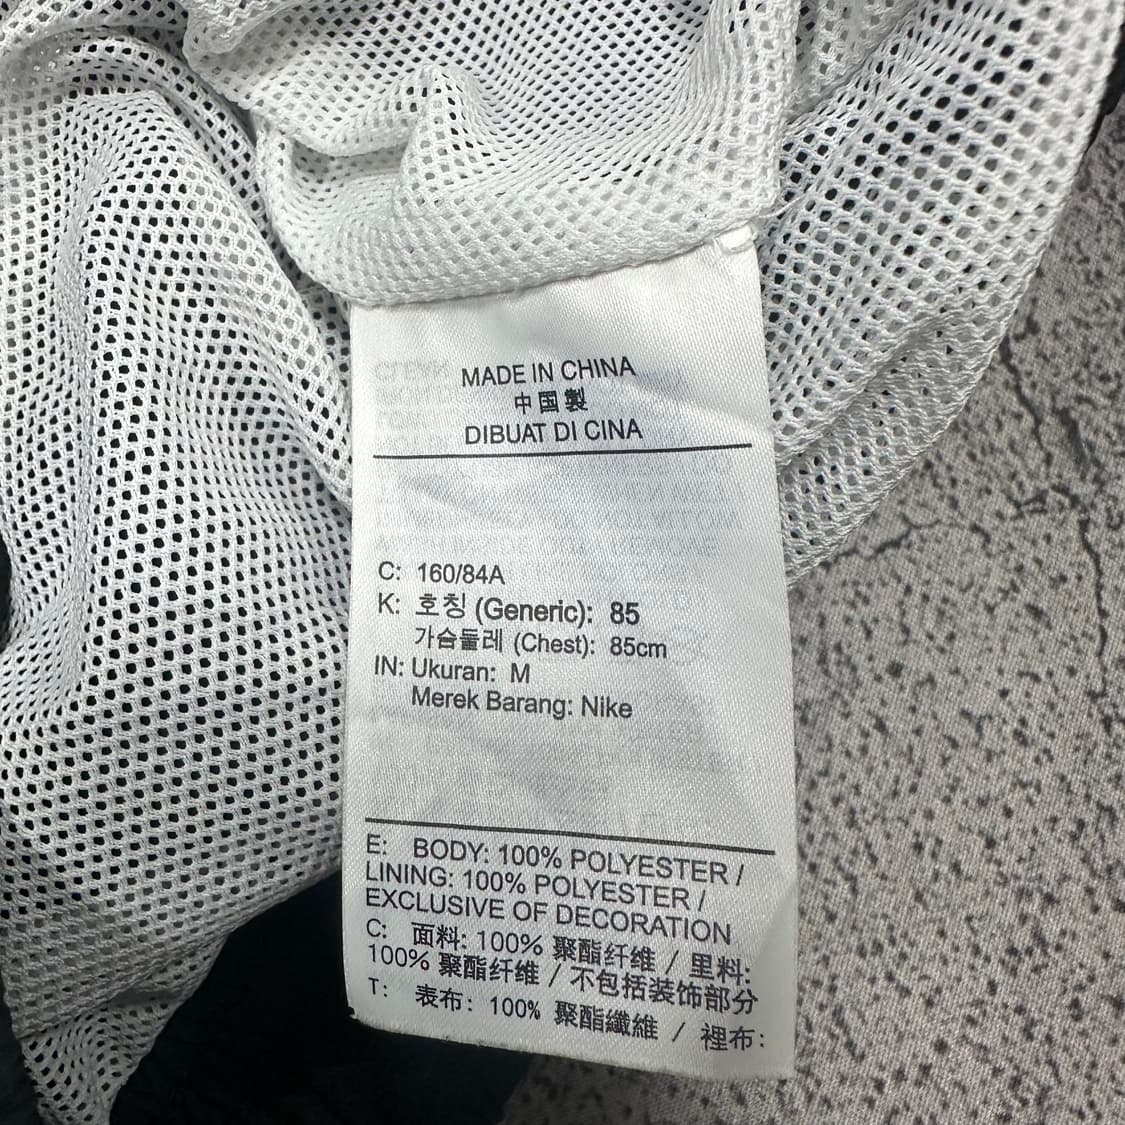 MADE IN CHINA
中国製
DIBUAT DI CINA
C: 160/84A
K: 호칭 (Generic): 85
가슴둘레 (Chest): 85cm
IN: Ukuran: M
Merek Barang: Nike
E: BODY: 100% POLYESTER /
LINING: 100% POLYESTER /
EXCLUSIVE OF DECORATION
C: 面料: 100% 聚酯纤维 / 里料:
100% 聚酯纤维 / 不包括装饰部分
T: 表布: 100% 聚酯纖維 / 裡布: